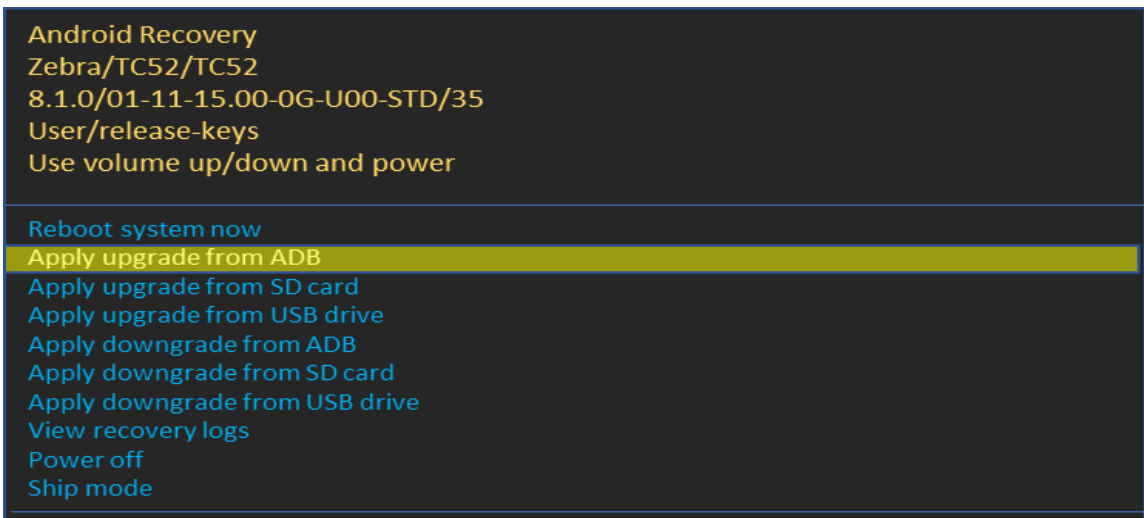 Android Recovery
Zebra/TC52/TC52
8.1.0/01-11-15.00-0G-U00-STD/35
User/release-keys
Use volume up/down and power
Reboot system now
Apply upgrade from ADB
Apply upgrade from SD card
Apply upgrade from USB drive
Apply downgrade from ADB
Apply downgrade from SD card
Apply downgrade from USB drive
View recovery logs
Power off
Ship mode